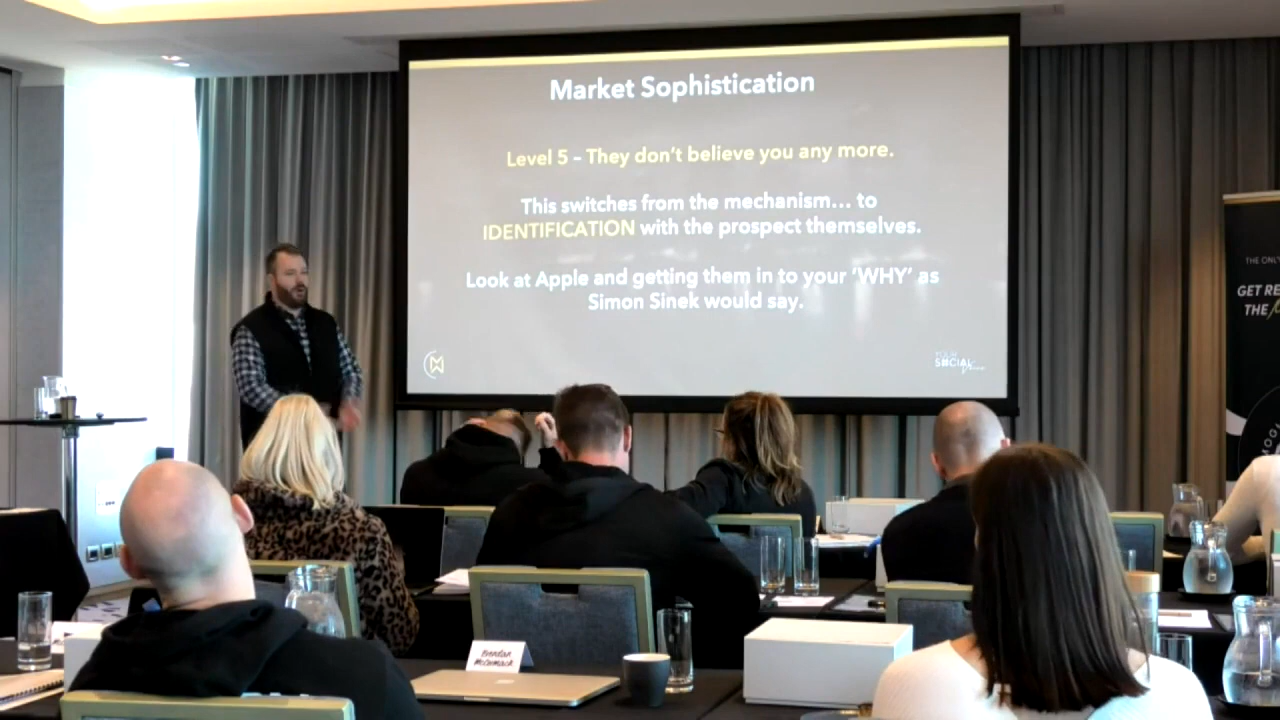 Market Sophistication
Level 5 – They don't believe you any more.
This switches from the mechanism... to
IDENTIFICATION with the prospect themselves.
Look at Apple and getting them in to your 'WHY' as
Simon Sinek would say.
SOCIAL
THE ONL
GET RE
THE
Brendan
McCormack